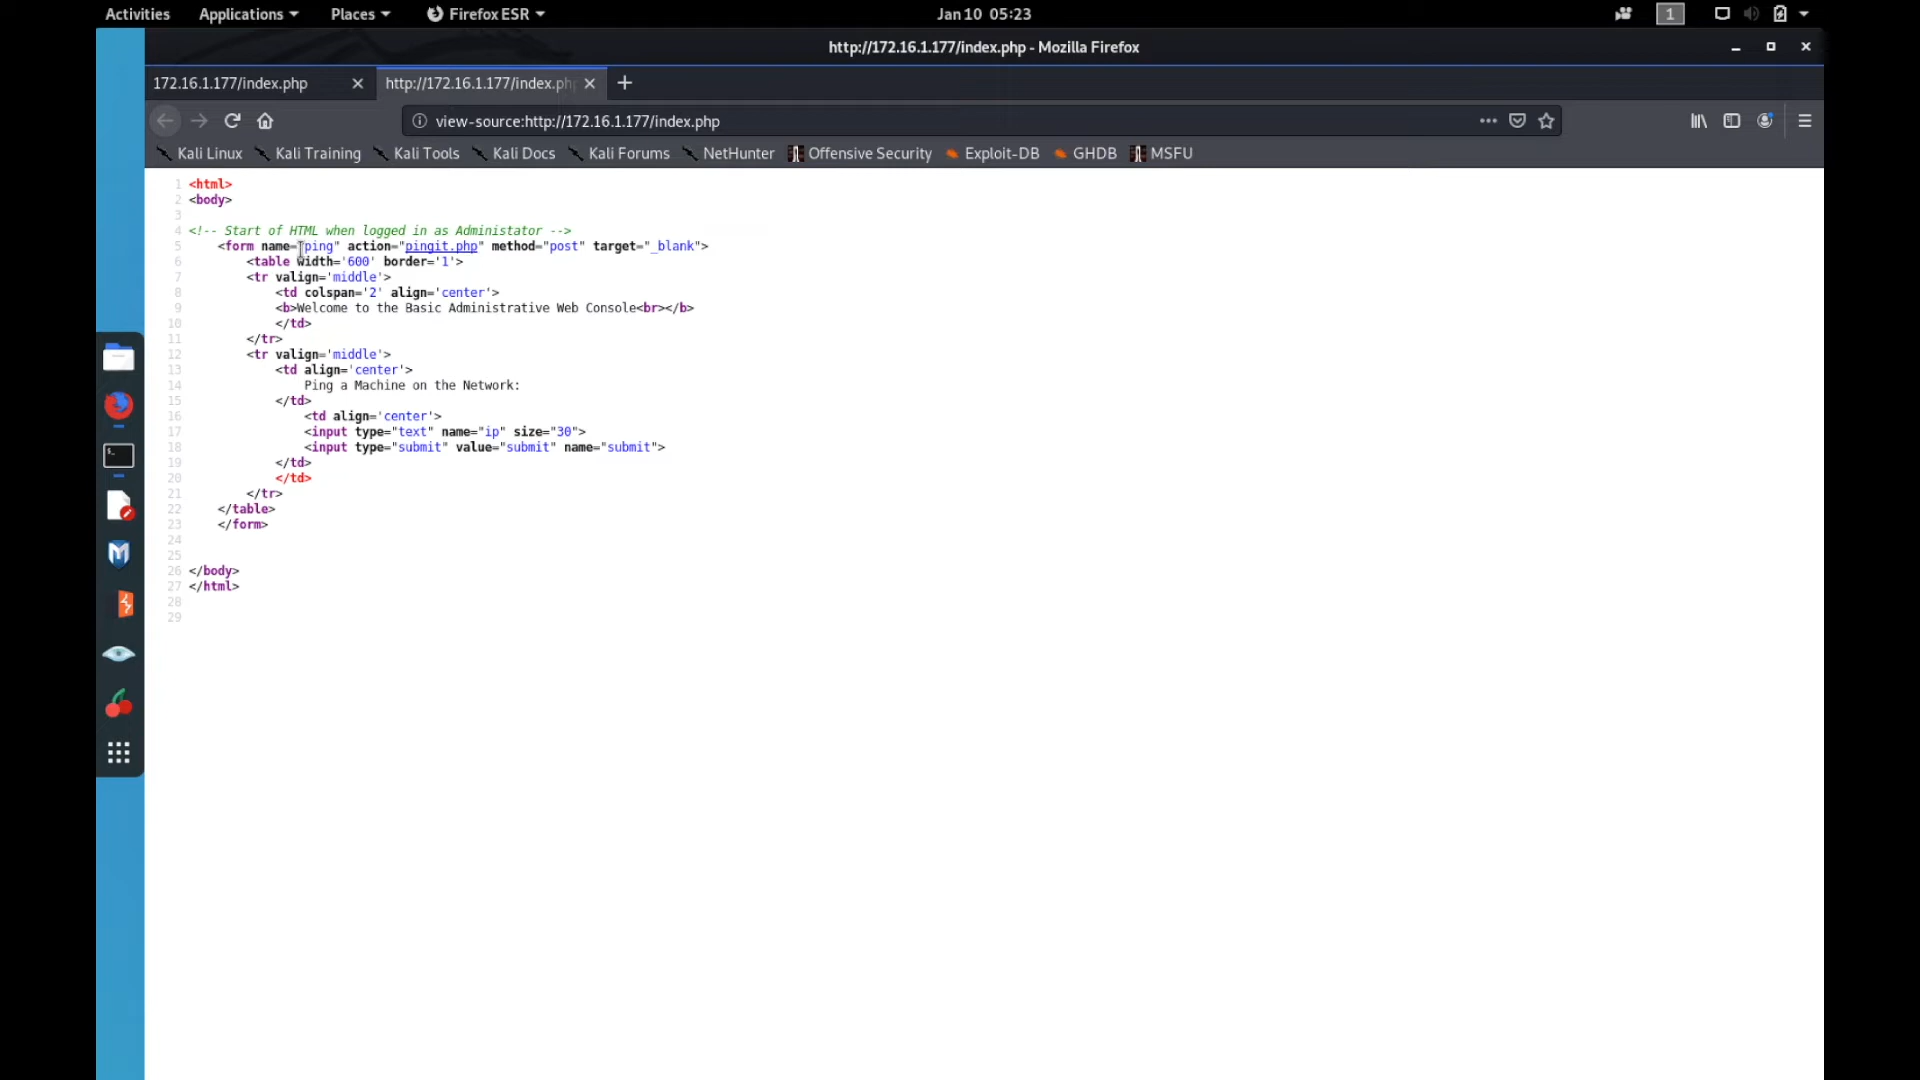 Activities Applications Places Firefox ESR Jan 10 05:23 1
http://172.16.1.177/index.php - Mozilla Firefox
172.16.1.177/index.php http://172.16.1.177/index.ph
view-source:http://172.16.1.177/index.php
Kali Linux Kali Training Kali Tools Kali Docs Kali Forums NetHunter Offensive Security Exploit-DB GHDB MSFU
1 <html>
2 <body>
3
4 <!-- Start of HTML when logged in as Administator -->
5 <form name="ping" action="pingit.php" method="post" target="_blank">
6 <table width='600' border='1'>
7 <tr valign='middle'>
8 <td colspan='2' align='center'>
9 <b>Welcome to the Basic Administrative Web Console<br></b>
10 </td>
11 </tr>
12 <tr valign='middle'>
13 <td align='center'>
14 Ping a Machine on the Network:
15 </td>
16 <td align='center'>
17 <input type="text" name="ip" size="30">
18 <input type="submit" value="submit" name="submit">
19 </td>
20 </td>
21 </tr>
22 </table>
23 </form>
24
25
26 </body>
27 </html>
28
29